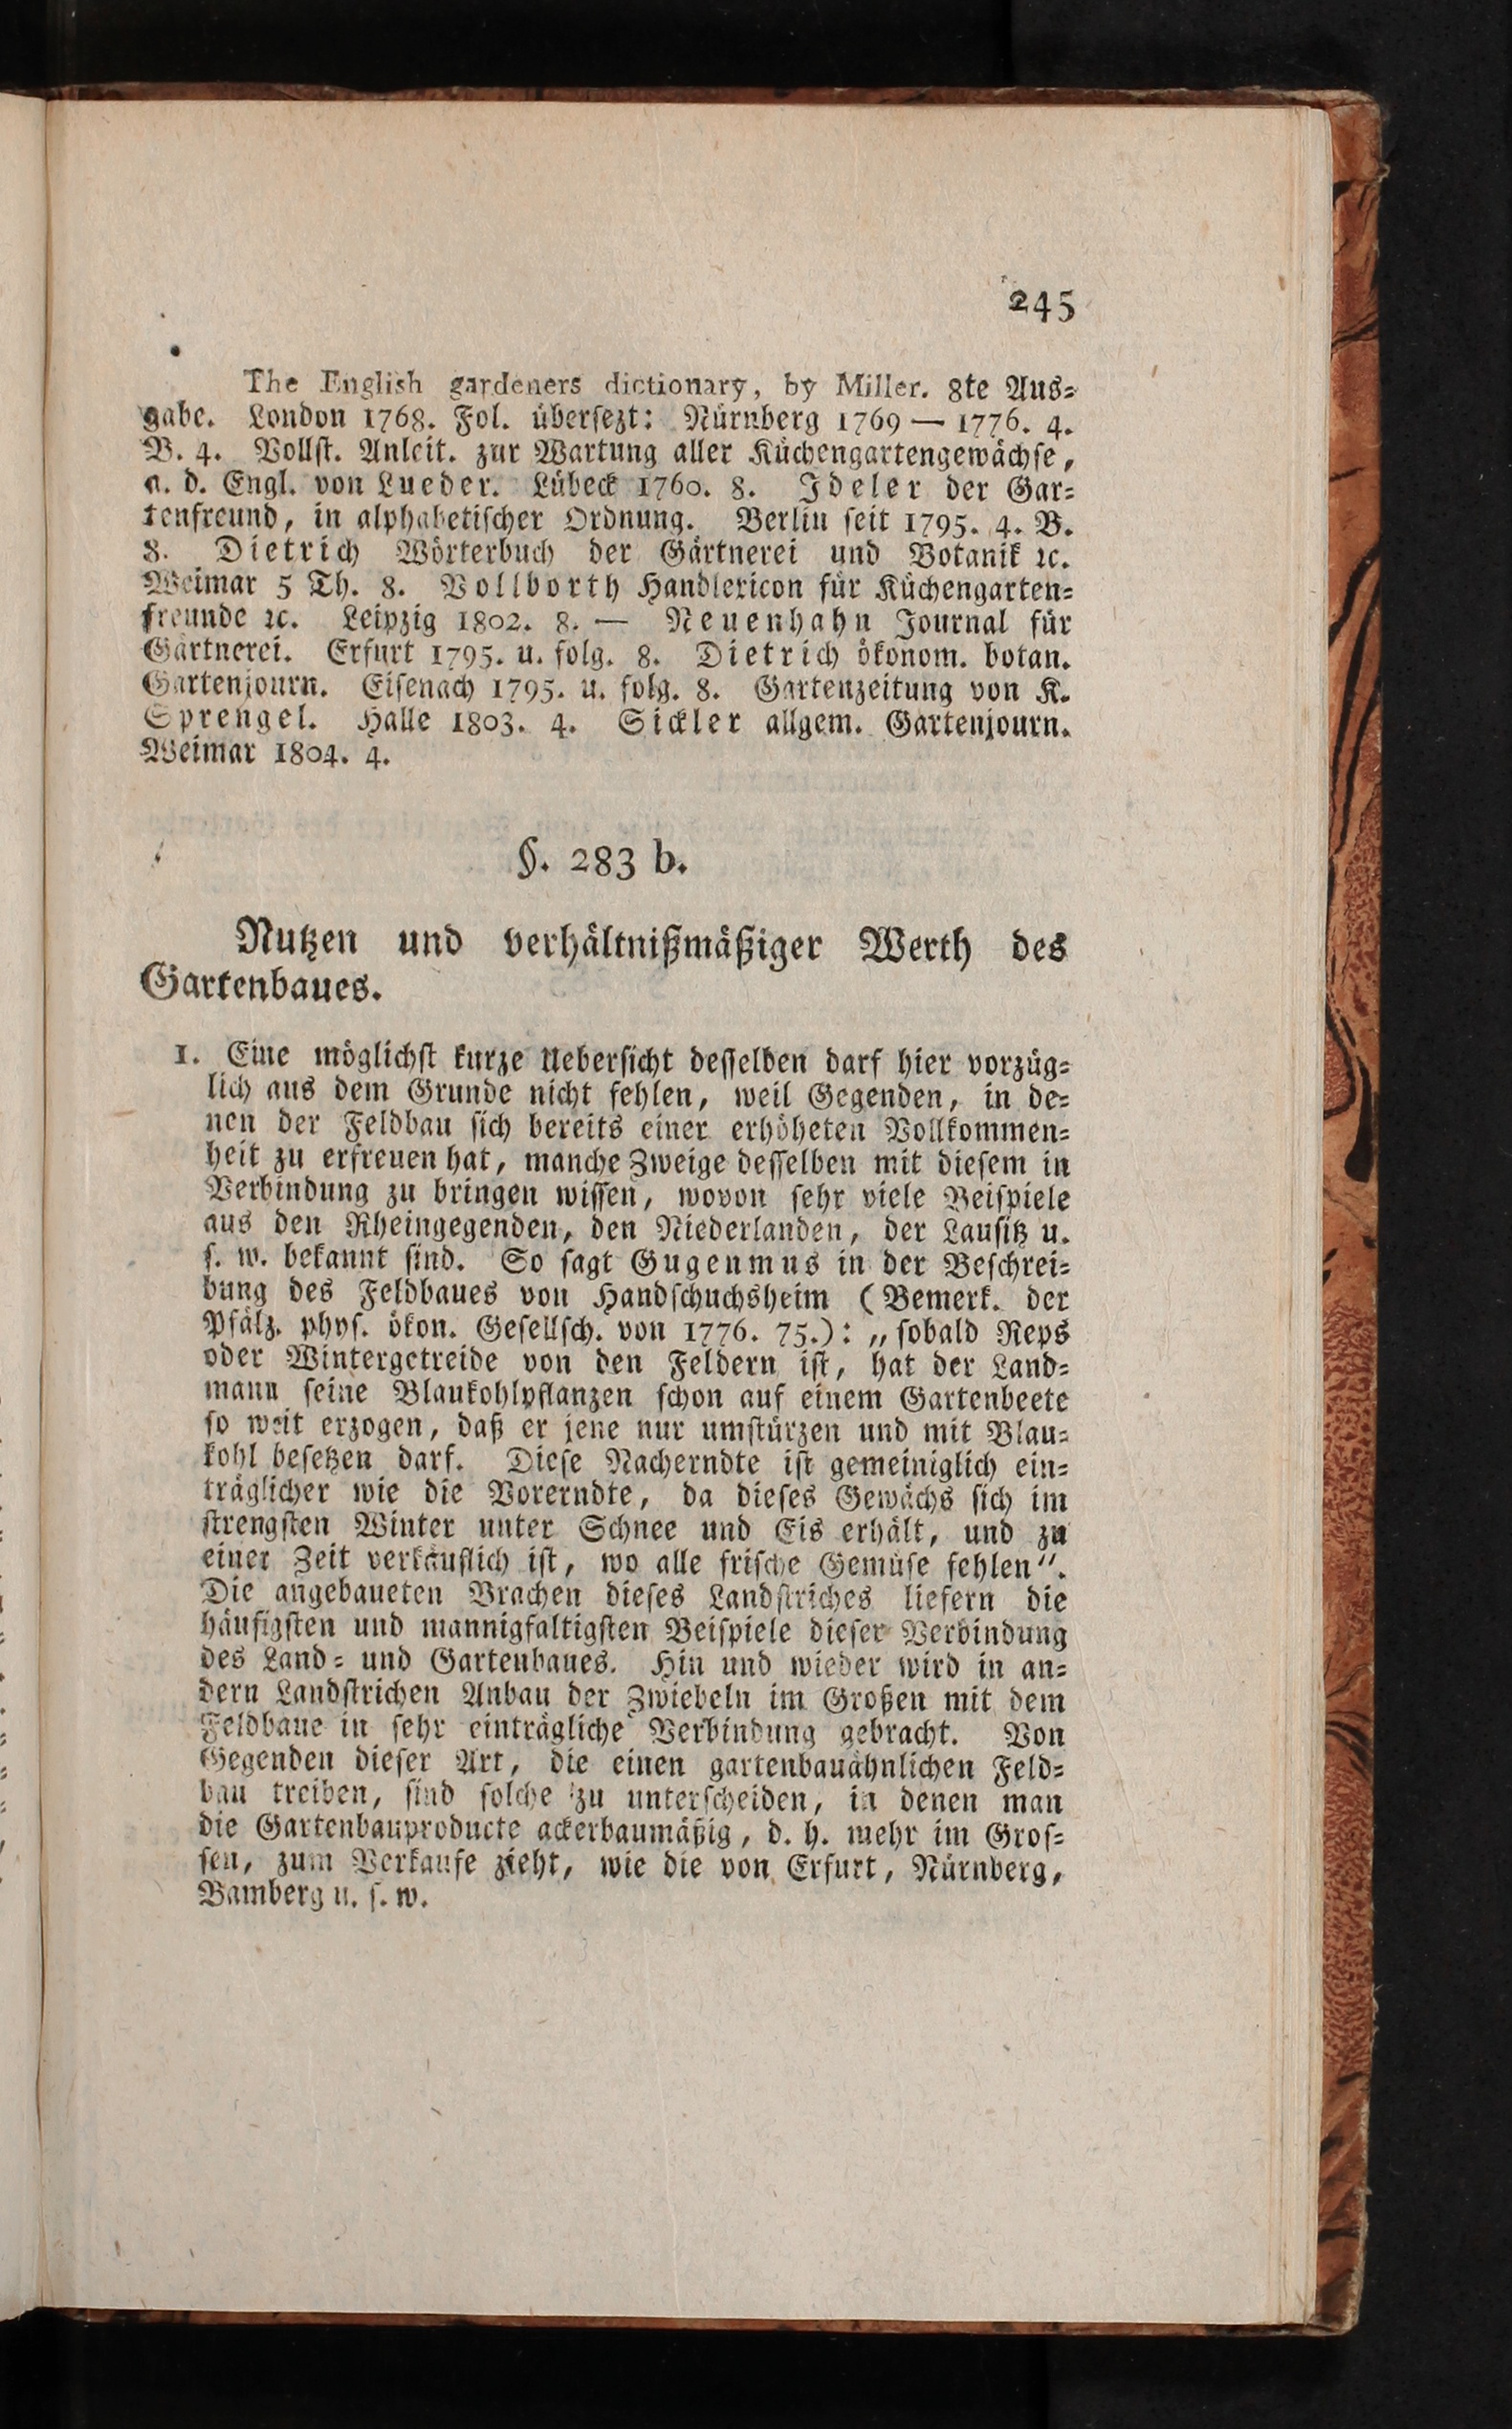 245
The English gardeners dictionary, by Miller. 8te Aus⸗
gabe. London 1768. Fol. übersezt: Nürnberg 1769 — 1776. 4.
B. 4. Vollst. Anleit. zur Wartung aller Küchengartengewächse,
a. d. Engl. von Lueder. Lübeck 1760. 8. Ideler der Gar⸗
tenfreund, in alphabetischer Ordnung. Berlin seit 1795. 4. B.
8. Dietrich Wörterbuch der Gärtnerei und Botanik ꝛc.
Weimar 5 Th. 8. Vollborth Handlexicon für Küchengarten⸗
freunde ꝛc. Leipzig 1802. 8. — Neuenhahn Journal für
Gärtnerei. Erfurt 1795. u. folg. 8. Dietrich ökonom. botan.
Gartenjourn. Eisenach 1795. u. folg. 8. Gartenzeitung von K.
Sprengel. Halle 1803. 4. Sickler allgem. Gartenjourn.
Weimar 1804. 4.
§. 283 b.
Nutzen und verhältnißmäßiger Werth des
Gartenbaues.
1. Eine möglichst kurze Uebersicht desselben darf hier vorzüg⸗
lich aus dem Grunde nicht fehlen, weil Gegenden, in de⸗
nen der Feldbau sich bereits einer erhöheten Vollkommen⸗
heit zu erfreuen hat, manche Zweige desselben mit diesem in
Verbindung zu bringen wissen, wovon sehr viele Beispiele
aus den Rheingegenden, den Niederlanden, der Lausitz u.
s. w. bekannt sind. So sagt Gugenmus in der Beschrei⸗
bung des Feldbaues von Handschuchsheim (Bemerk. der
Pfälz. phys. ökon. Gesellsch. von 1776. 75.): „sobald Reps
oder Wintergetreide von den Feldern ist, hat der Land⸗
mann seine Blaukohlpflanzen schon auf einem Gartenbeete
so weit erzogen, daß er jene nur umstürzen und mit Blau⸗
kohl besetzen darf. Diese Nacherndte ist gemeiniglich ein⸗
träglicher wie die Vorerndte, da dieses Gewächs sich im
strengsten Winter unter Schnee und Eis erhält, und zu
einer Zeit verkäuflich ist, wo alle frische Gemüse fehlen“.
Die angebaueten Brachen dieses Landstriches liefern die
häufigsten und mannigfaltigsten Beispiele dieser Verbindung
des Land⸗ und Gartenbaues. Hin und wieder wird in an⸗
dern Landstrichen Anbau der Zwiebeln im Großen mit dem
Feldbaue in sehr einträgliche Verbindung gebracht. Von
Gegenden dieser Art, die einen gartenbauähnlichen Feld⸗
bau treiben, sind solche zu unterscheiden, in denen man
die Gartenbauproducte ackerbaumäßig, d. h. mehr im Gros⸗
sen, zum Verkaufe zieht, wie die von Erfurt, Nürnberg,
Bamberg u. s. w.